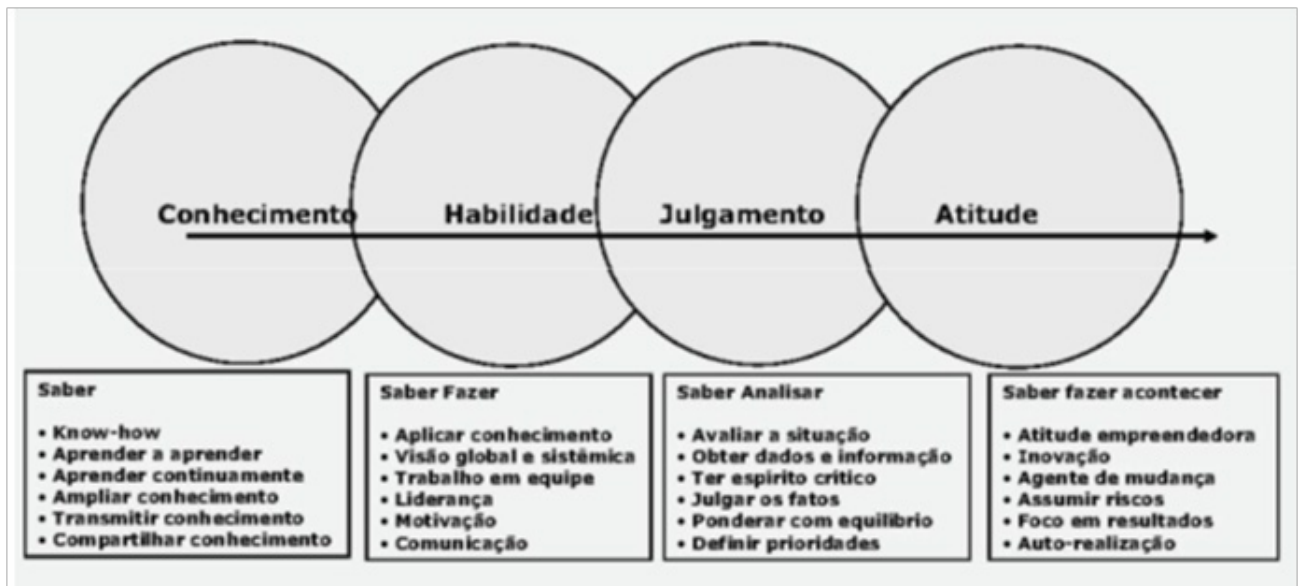 Conhecimento
Habilidade
Julgamento
Atitude
Saber
• Know-how
• Aprender a aprender
• Aprender continuamente
• Ampliar conhecimento
• Transmitir conhecimento
• Compartilhar conhecimento
Saber Fazer
• Aplicar conhecimento
• Visão global e sistêmica
• Trabalho em equipe
• Liderança
• Motivação
• Comunicação
Saber Analisar
• Avaliar a situação
• Obter dados e informação
• Ter espirito crítico
• Julgar os fatos
• Ponderar com equilíbrio
• Definir prioridades
Saber fazer acontecer
• Atitude empreendedora
• Inovação
• Agente de mudança
• Assumir riscos
• Foco em resultados
• Auto-realização